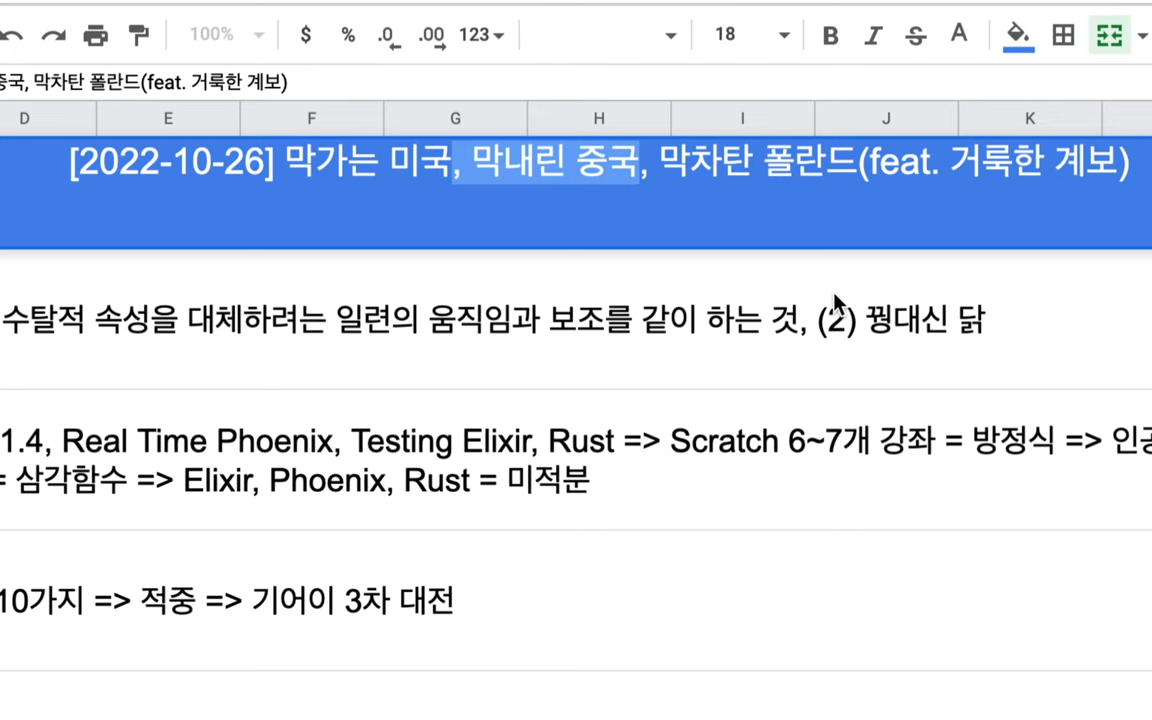 100% $ % .0 .00 123 18 B I S A
중국, 막차탄 폴란드(feat. 거룩한 계보)
D E F G H I J K
[2022-10-26] 막가는 미국, 막내린 중국, 막차탄 폴란드(feat. 거룩한 계보)
수탈적 속성을 대체하려는 일련의 움직임과 보조를 같이 하는 것, (2) 꿩대신 닭
1.4, Real Time Phoenix, Testing Elixir, Rust => Scratch 6~7개 강좌 = 방정식 => 인공
= 삼각함수 => Elixir, Phoenix, Rust = 미적분
10가지 => 적중 => 기어이 3차 대전